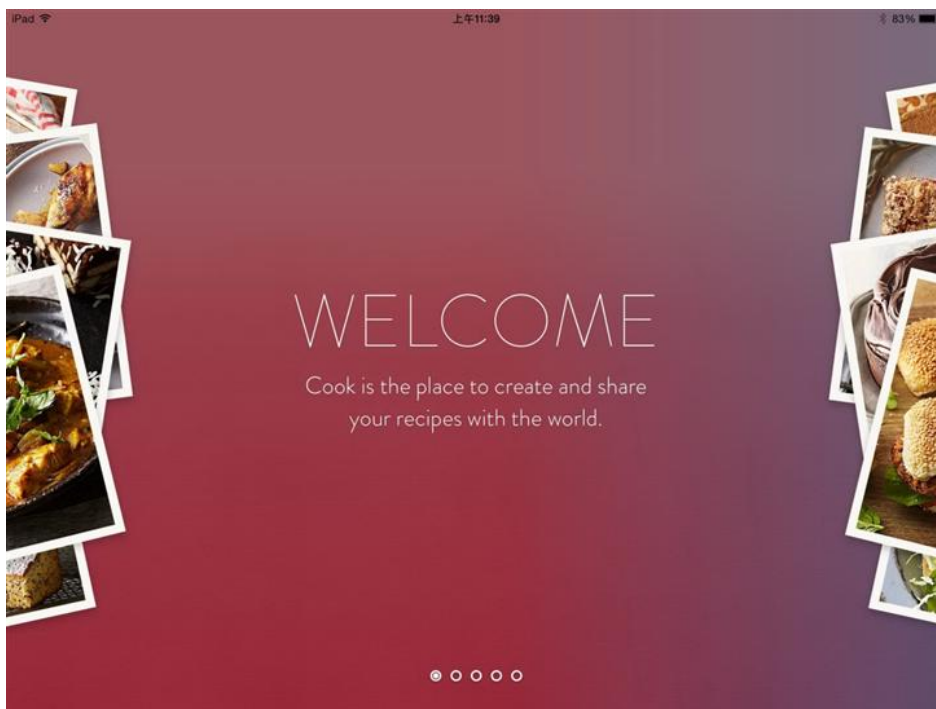 iPad
上午11:39
83%
WELCOME
Cook is the place to create and share
your recipes with the world.